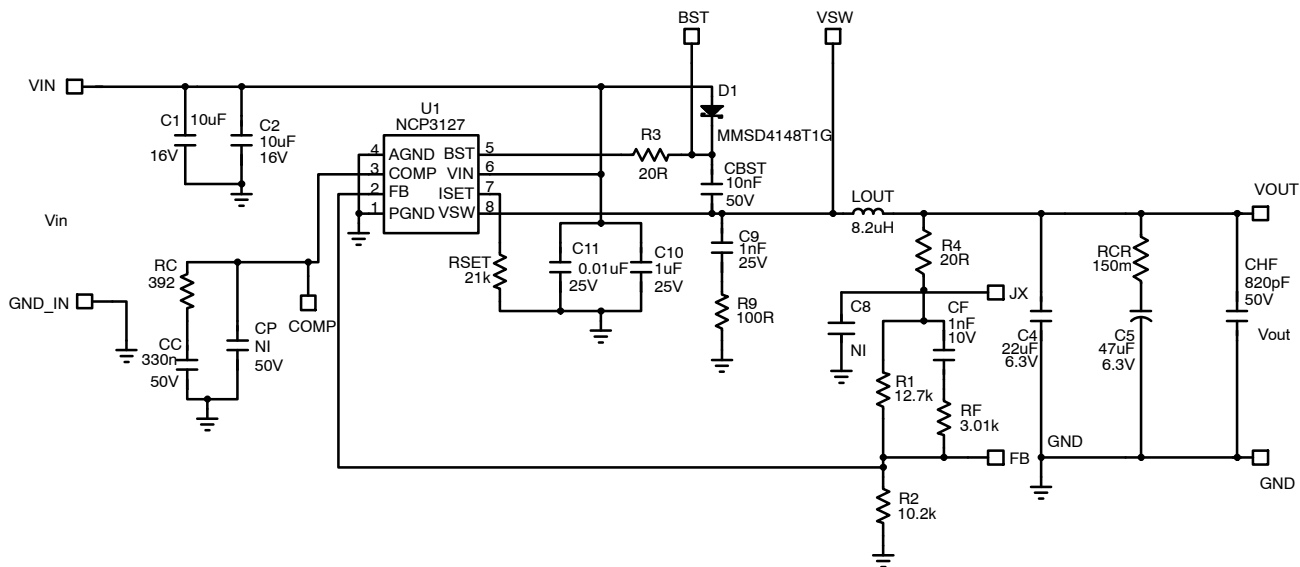 BST
VSW
VIN
C1
10uF
16V
C2
10uF
16V
U1
NCP3127
4
3
2
1
AGND
COMP
FB
PGND
BST
VIN
ISET
VSW
5
6
7
8
R3
20R
D1
MMSD4148T1G
CBST
10nF
50V
LOUT
8.2uH
VOUT
Vin
RC
392
GND_IN
CC
330n
50V
CP
NI
50V
COMP
RSET
21k
C11
0.01uF
25V
C10
1uF
25V
C9
1nF
25V
R9
100R
R4
20R
JX
C8
NI
CF
1nF
10V
R1
12.7k
RF
3.01k
FB
R2
10.2k
C4
22uF
6.3V
RCR
150m
C5
47uF
6.3V
CHF
820pF
50V
Vout
GND
GND